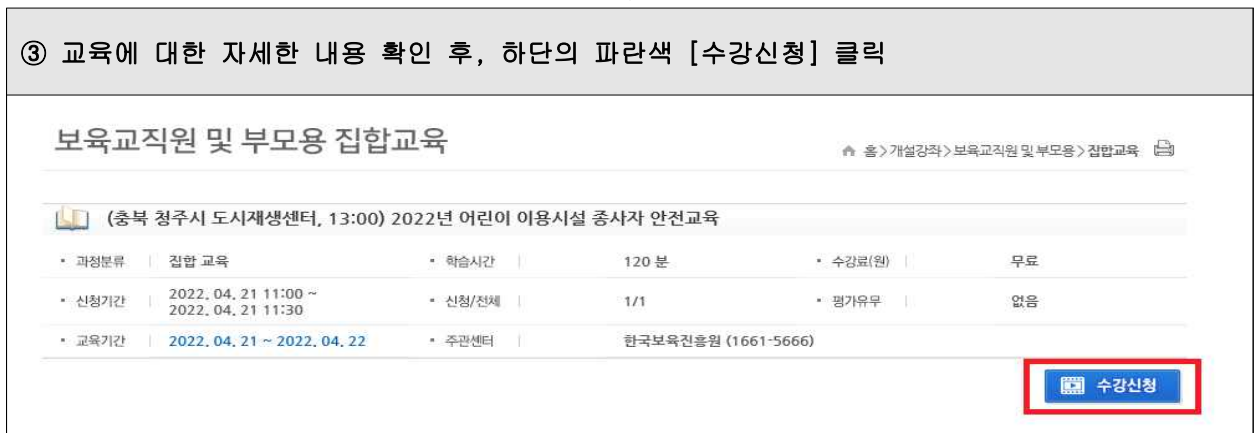 ③ 교육에 대한 자세한 내용 확인 후, 하단의 파란색 [수강신청] 클릭
보육교직원 및 부모용 집합교육
홈 > 개설강좌 > 보육교직원 및 부모용 > 집합교육
(충북 청주시 도시재생센터, 13:00) 2022년 어린이 이용시설 종사자 안전교육
• 과정분류 | 집합 교육 • 학습시간 | 120 분 • 수강료(원) | 무료
• 신청기간 | 2022. 04. 21 11:00 ~
2022. 04. 21 11:30 • 신청/전체 | 1/1 • 평가유무 | 없음
• 교육기간 | 2022. 04. 21 ~ 2022. 04. 22 • 주관센터 | 한국보육진흥원 (1661-5666)
수강신청